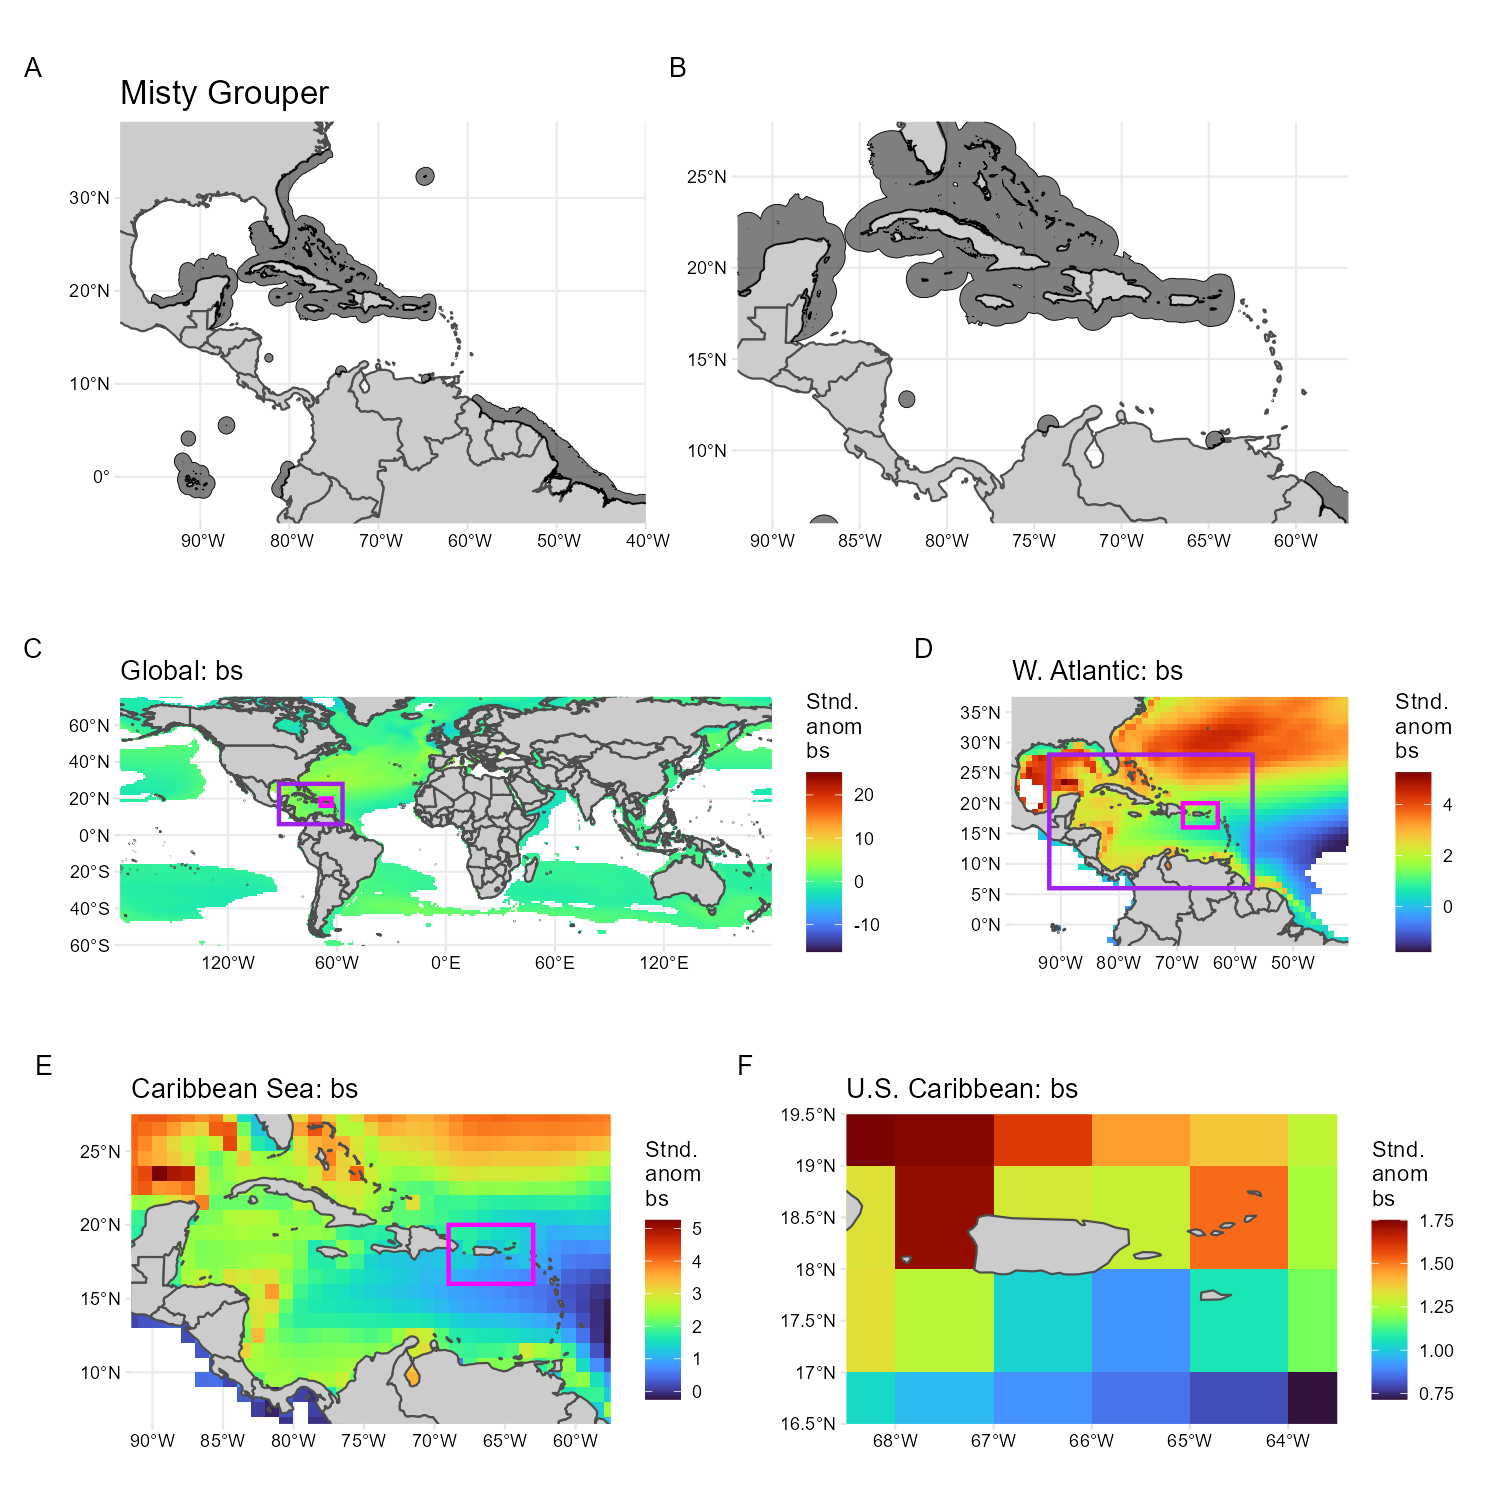 A
B
Misty Grouper
30°N
20°N
10°N
0°
90°W 80°W 70°W 60°W 50°W 40°W
25°N
20°N
15°N
10°N
90°W 85°W 80°W 75°W 70°W 65°W 60°W
C
D
Global: bs
60°N
40°N
20°N
0°N
20°S
40°S
60°S
120°W 60°W 0°E 60°E 120°E
Stnd.
anom
bs
20
10
0
-10
W. Atlantic: bs
35°N
30°N
25°N
20°N
15°N
10°N
5°N
0°N
90°W 80°W 70°W 60°W 50°W
Stnd.
anom
bs
4
2
0
E
F
Caribbean Sea: bs
25°N
20°N
15°N
10°N
90°W 85°W 80°W 75°W 70°W 65°W 60°W
Stnd.
anom
bs
5
4
3
2
1
0
U.S. Caribbean: bs
19.5°N
19°N
18.5°N
18°N
17.5°N
17°N
16.5°N
68°W 67°W 66°W 65°W 64°W
Stnd.
anom
bs
1.75
1.50
1.25
1.00
0.75